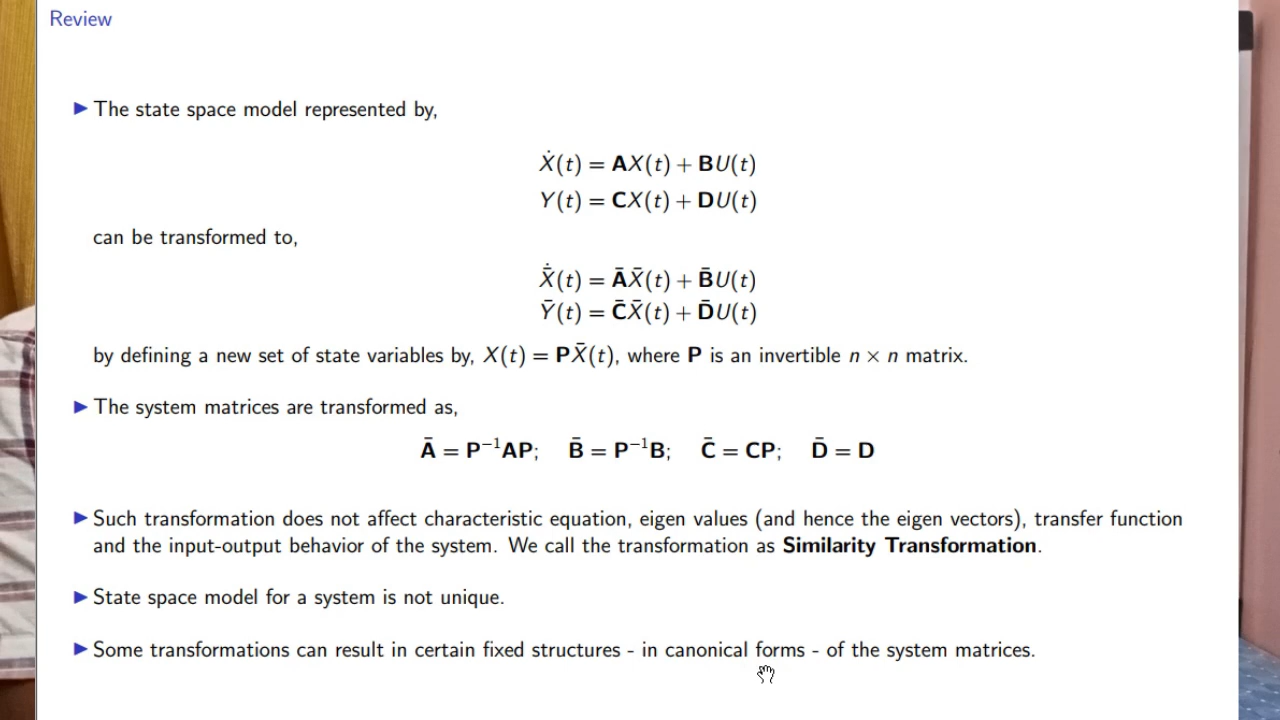 Review
▶ The state space model represented by,
Ẋ(t) = AX(t) + BU(t)
Y(t) = CX(t) + DU(t)
can be transformed to,
X̄̇(t) = ĀX̄(t) + B̄U(t)
Ȳ(t) = C̄X̄(t) + D̄U(t)
by defining a new set of state variables by, X(t) = PX̄(t), where P is an invertible n × n matrix.
▶ The system matrices are transformed as,
Ā = P⁻¹AP; B̄ = P⁻¹B; C̄ = CP; D̄ = D
▶ Such transformation does not affect characteristic equation, eigen values (and hence the eigen vectors), transfer function
and the input-output behavior of the system. We call the transformation as Similarity Transformation.
▶ State space model for a system is not unique.
▶ Some transformations can result in certain fixed structures - in canonical forms - of the system matrices.